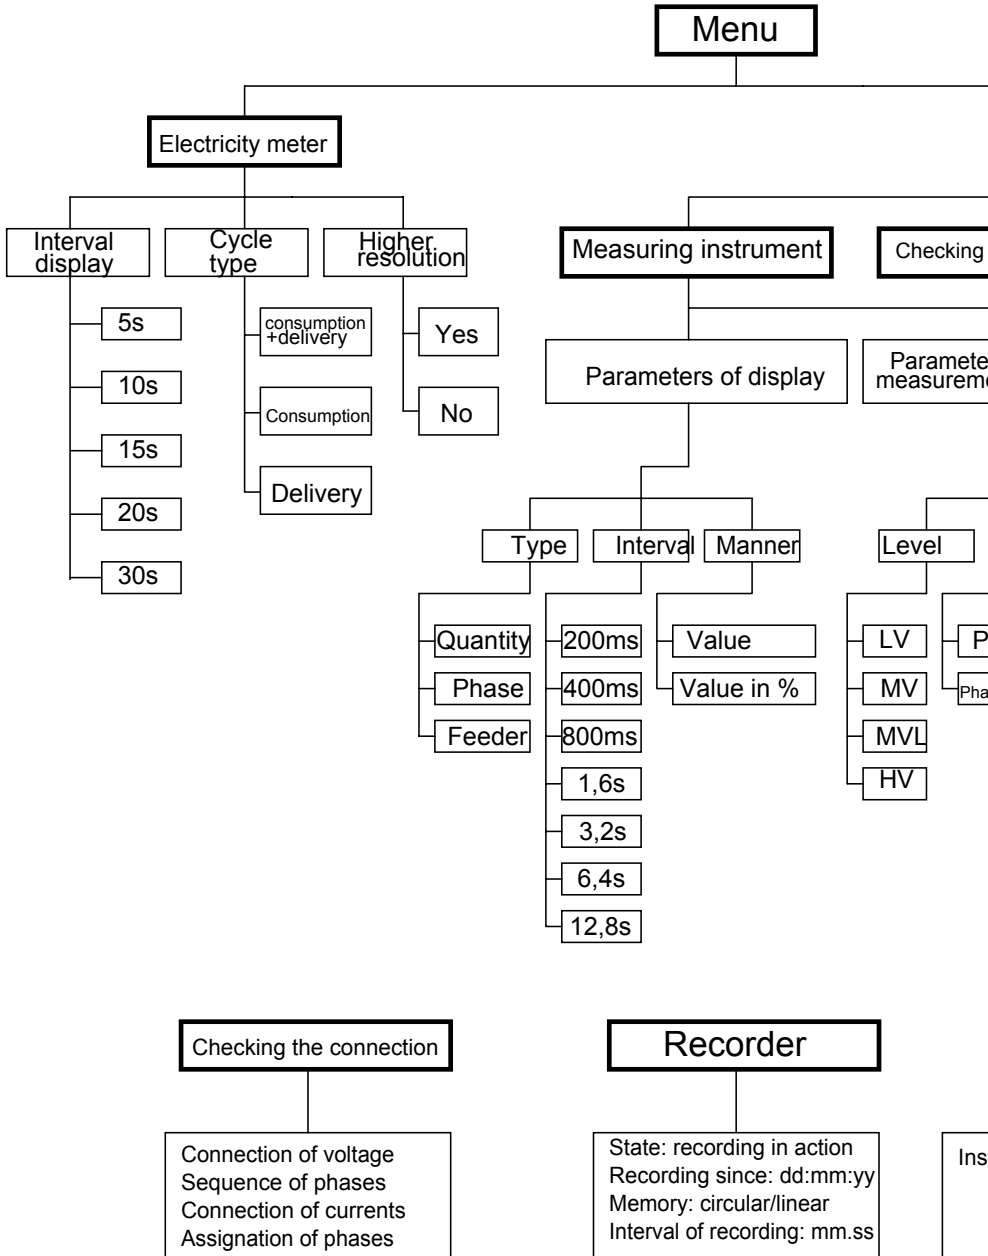 Menu
Electricity meter
Interval
display
Cycle
type
Higher
resolution
Measuring instrument
Checking
5s
10s
15s
20s
30s
consumption
+delivery
Consumption
Delivery
Yes
No
Parameters of display
Paramete
measureme
Type
Interval
Manner
Level
Quantity
Phase
Feeder
200ms
400ms
800ms
1,6s
3,2s
6,4s
12,8s
Value
Value in %
LV
MV
MVL
HV
P
Pha
Checking the connection
Recorder
Connection of voltage
Sequence of phases
Connection of currents
Assignation of phases
State: recording in action
Recording since: dd:mm:yy
Memory: circular/linear
Interval of recording: mm.ss
Ins